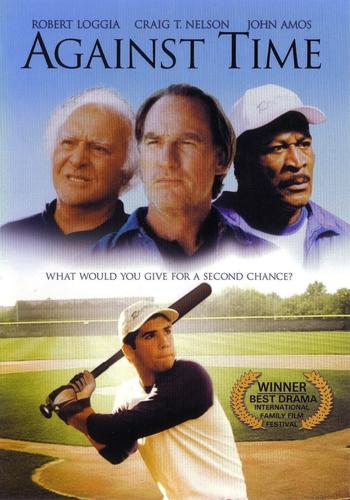 ROBERT LOGGIA CRAIG T. NELSON JOHN AMOS
AGAINST TIME
WHAT WOULD YOU GIVE FOR A SECOND CHANCE?
WINNER
BEST DRAMA
INTERNATIONAL
FAMILY FILM
FESTIVAL